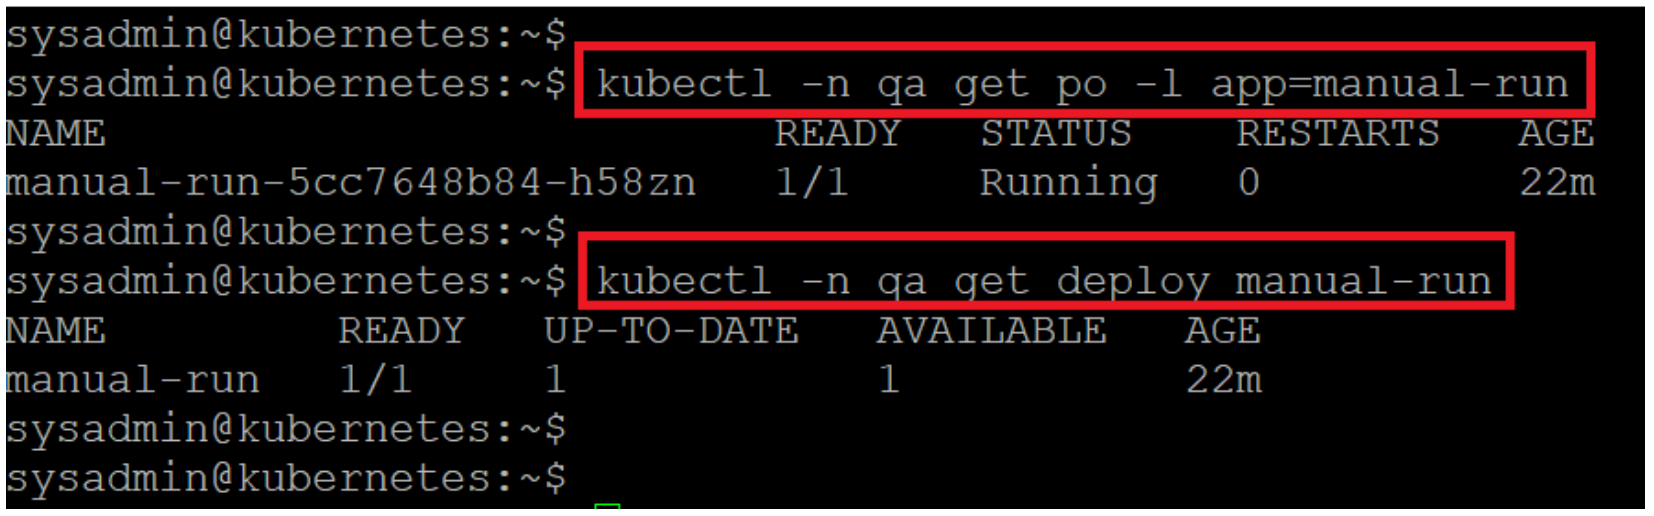 sysadmin@kubernetes:~$
sysadmin@kubernetes:~$ kubectl -n qa get po -l app=manual-run
NAME READY STATUS RESTARTS AGE
manual-run-5cc7648b84-h58zn 1/1 Running 0 22m
sysadmin@kubernetes:~$
sysadmin@kubernetes:~$ kubectl -n qa get deploy manual-run
NAME READY UP-TO-DATE AVAILABLE AGE
manual-run 1/1 1 1 22m
sysadmin@kubernetes:~$
sysadmin@kubernetes:~$